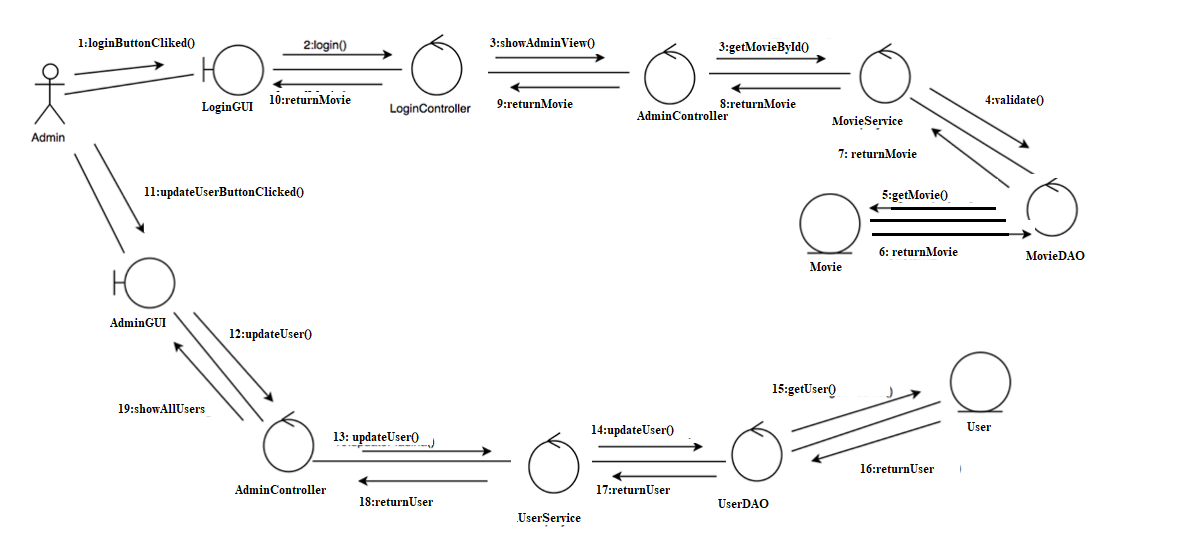 1:loginButtonCliked()
2:login()
3:showAdminView()
3:getMovieById()
LoginGUI
10:returnMovie
LoginController
9:returnMovie
AdminController
8:returnMovie
MovieService
4:validate()
Admin
7: returnMovie
11:updateUserButtonClicked()
5:getMovie()
6: returnMovie
Movie
MovieDAO
AdminGUI
12:updateUser()
19:showAllUsers
15:getUser()
)
User
13: updateUser()
14:updateUser()
16:returnUser
AdminController
18:returnUser
17:returnUser
UserDAO
UserService